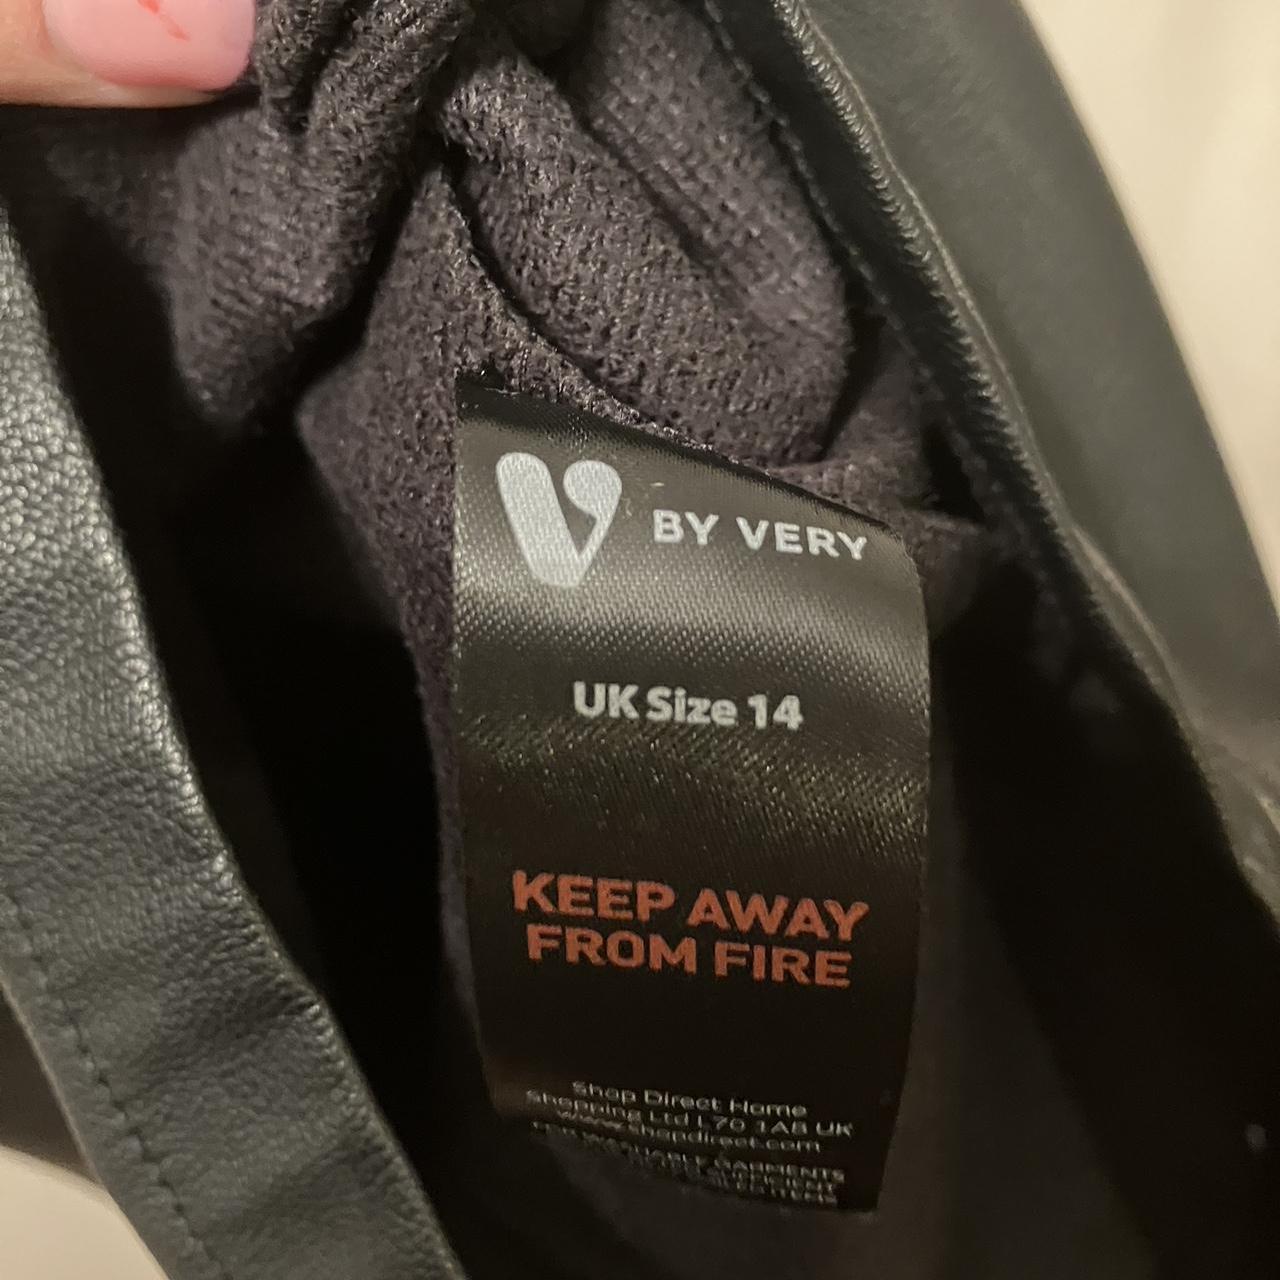 V BY VERY
UK Size 14
KEEP AWAY
FROM FIRE
Shop Direct Home
Shopping Ltd L70 1AB UK
www.shopdirect.com
GARMENTS